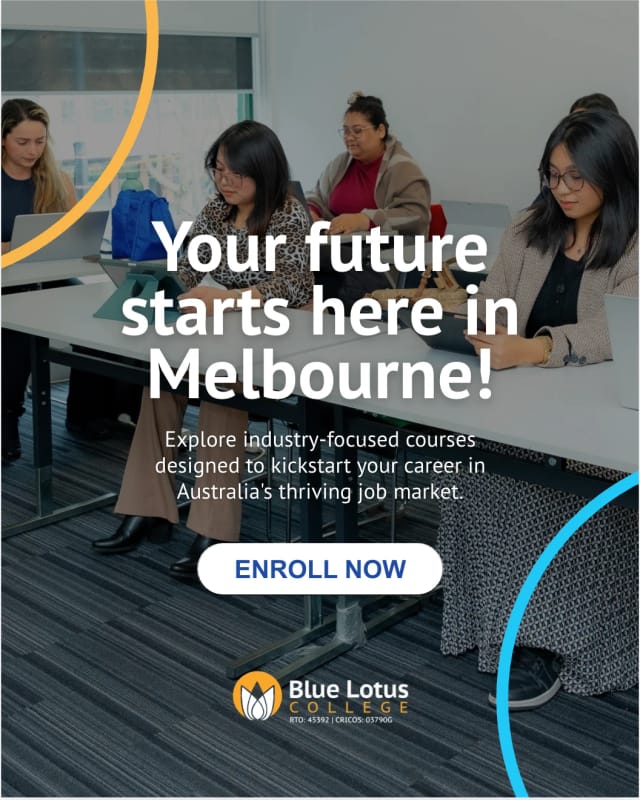 Your future
starts here in
Melbourne!
Explore industry-focused courses
designed to kickstart your career in
Australia's thriving job market.
ENROLL NOW
Blue Lotus
COLLEGE
RTO: 45392 | CRICOS: 03790G